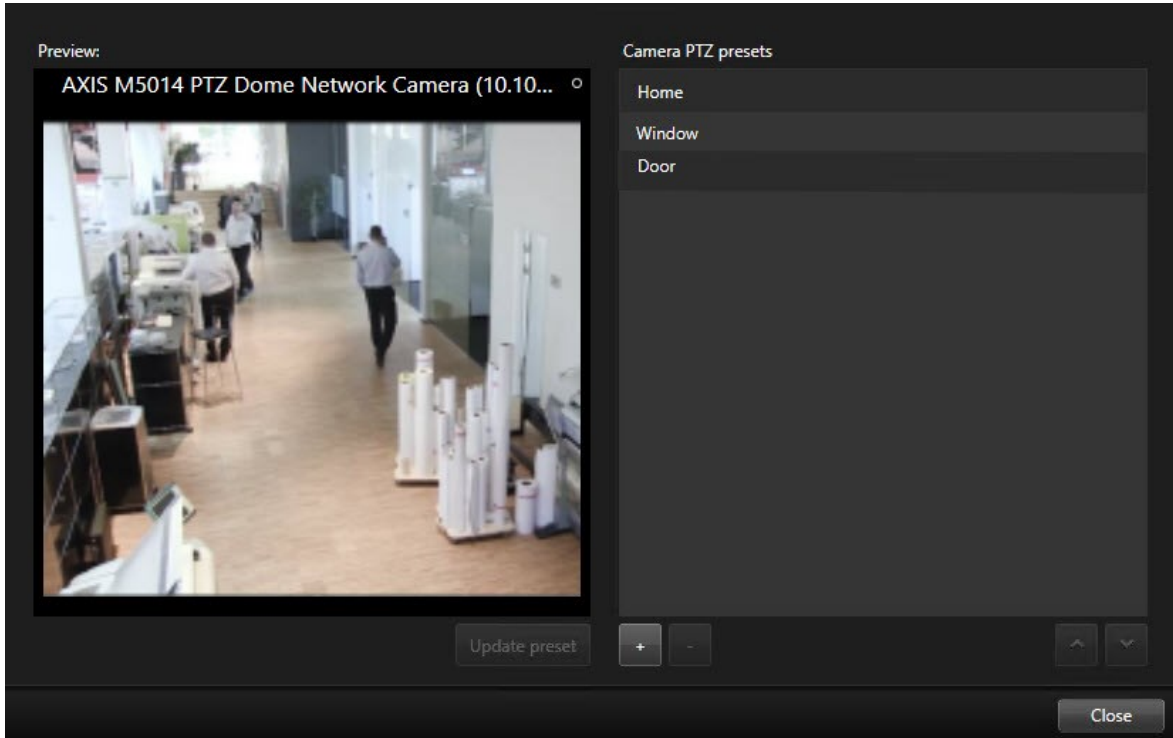 Preview:
AXIS M5014 PTZ Dome Network Camera (10.10...
Update preset
Camera PTZ presets
Home
Window
Door
+
-
Close